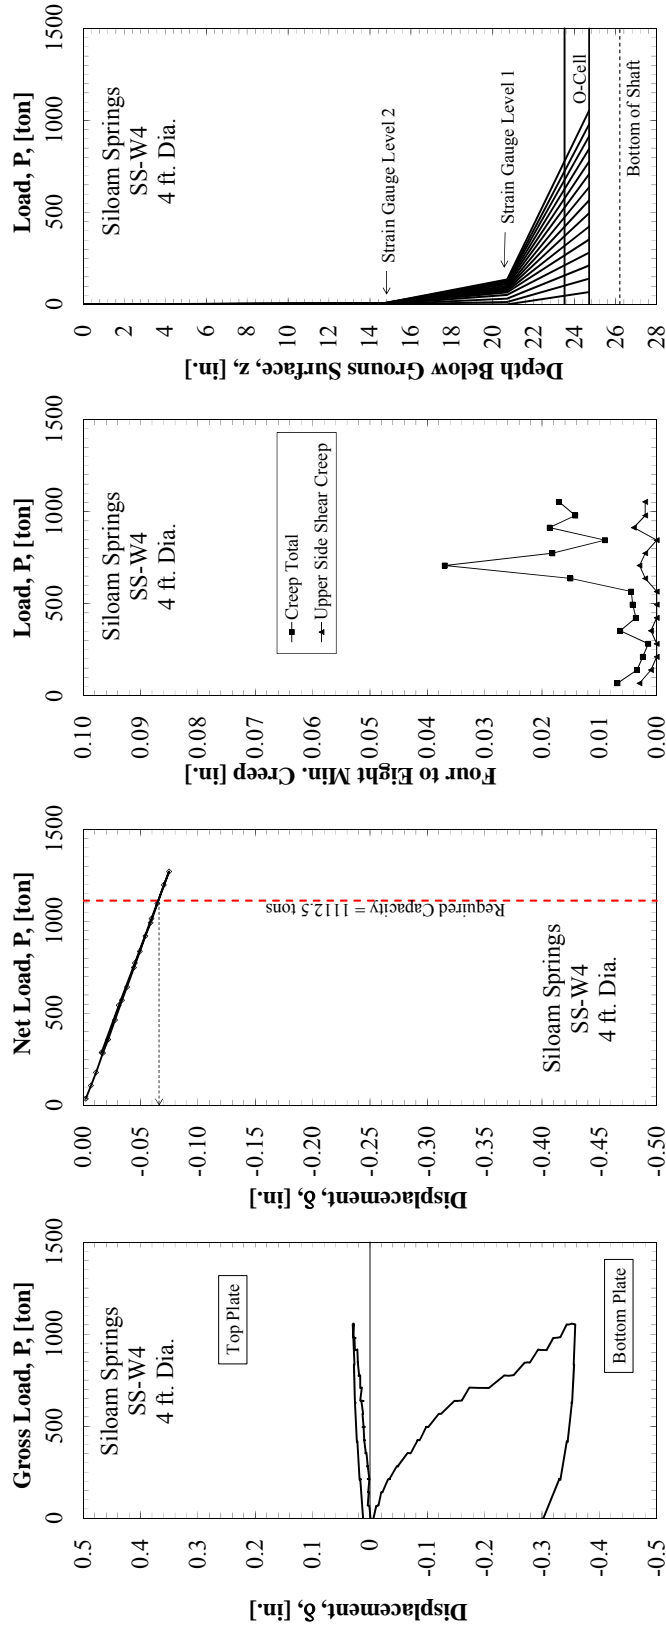 Gross Load, P, [ton]
0 500 1000 1500
Siloam Springs
SS-W4
4 ft. Dia.
Top Plate
Bottom Plate
0.5
0.4
0.3
0.2
0.1
0
-0.1
-0.2
-0.3
-0.4
-0.5
Displacement, δ, [in.]
Net Load, P, [ton]
0 500 1000 1500
Required Capacity = 1112.5 tons
Siloam Springs
SS-W4
4 ft. Dia.
0.00
-0.05
-0.10
-0.15
-0.20
-0.25
-0.30
-0.35
-0.40
-0.45
-0.50
Displacement, δ, [in.]
Load, P, [ton]
0 500 1000 1500
Siloam Springs
SS-W4
4 ft. Dia.
Creep Total
Upper Side Shear Creep
0.10
0.09
0.08
0.07
0.06
0.05
0.04
0.03
0.02
0.01
0.00
Four to Eight Min. Creep [in.]
Load, P, [ton]
0 500 1000 1500
Siloam Springs
SS-W4
4 ft. Dia.
Strain Gauge Level 2
Strain Gauge Level 1
O-Cell
Bottom of Shaft
0
2
4
6
8
10
12
14
16
18
20
22
24
26
28
Depth Below Grouns Surface, z, [in.]